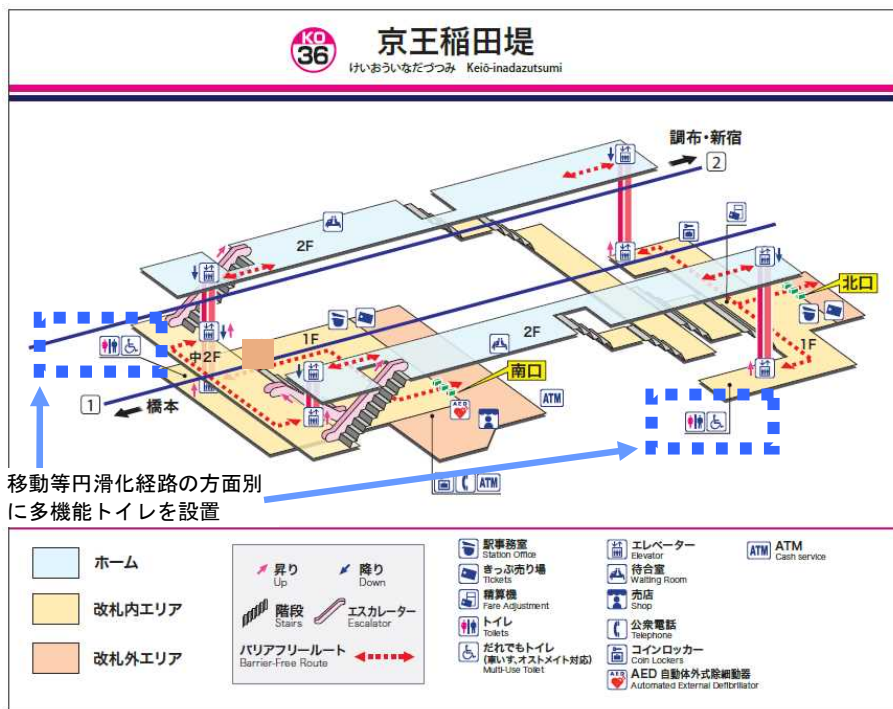 KO
36
京王稲田堤
けいおういなだづつみ Keiō-inadazutsumi
調布・新宿
2
2F
北口
1F
中2F
1F
2F
南口
AED
ATM
1
橋本
ATM
移動等円滑化経路の方面別
に多機能トイレを設置
ホーム
改札内エリア
改札外エリア
昇り
Up
降り
Down
階段
Stairs
エスカレーター
Escalator
バリアフリールート
Barrier-Free Route
駅事務室
Station Office
きっぷ売り場
Tickets
精算機
Fare Adjustment
トイレ
Toilets
だれでもトイレ
(車いす、オストメイト対応)
Multi-Use Toilet
エレベーター
Elevator
待合室
Waiting Room
売店
Shop
公衆電話
Telephone
コインロッカー
Coin Lockers
AED
AED 自動体外式除細動器
Automated External Defibrillator
ATM
ATM
Cash service